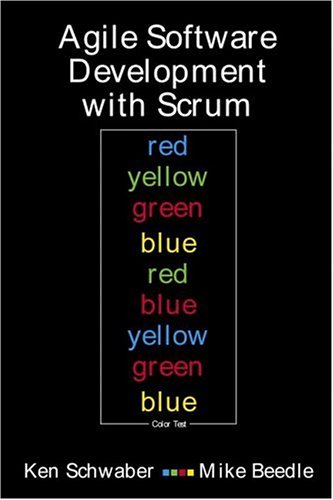 Agile Software
Development
with Scrum
red
yellow
green
blue
red
blue
yellow
green
blue
Color Test
Ken Schwaber Mike Beedle